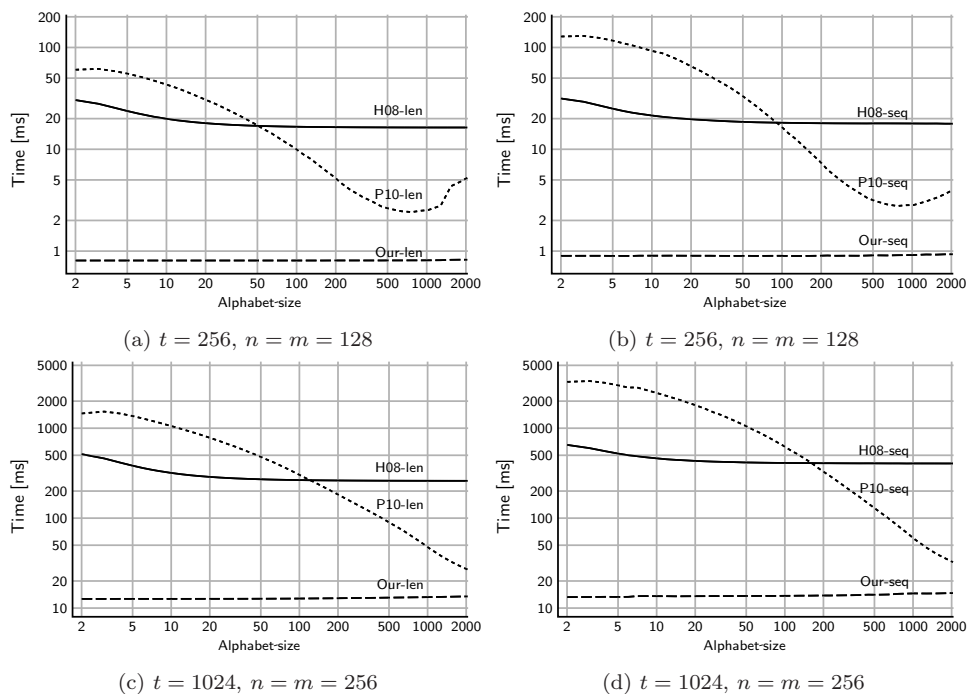 200
100
50
20
10
5
2
1
Time [ms]
H08-len
P10-len
Our-len
2 5 10 20 50 100 200 500 1000 2000
Alphabet-size
(a) t = 256, n = m = 128
200
100
50
20
10
5
2
1
Time [ms]
H08-seq
P10-seq
Our-seq
2 5 10 20 50 100 200 500 1000 2000
Alphabet-size
(b) t = 256, n = m = 128
5000
2000
1000
500
200
100
50
20
10
Time [ms]
H08-len
P10-len
Our-len
2 5 10 20 50 100 200 500 1000 2000
Alphabet-size
(c) t = 1024, n = m = 256
5000
2000
1000
500
200
100
50
20
10
Time [ms]
H08-seq
P10-seq
Our-seq
2 5 10 20 50 100 200 500 1000 2000
Alphabet-size
(d) t = 1024, n = m = 256